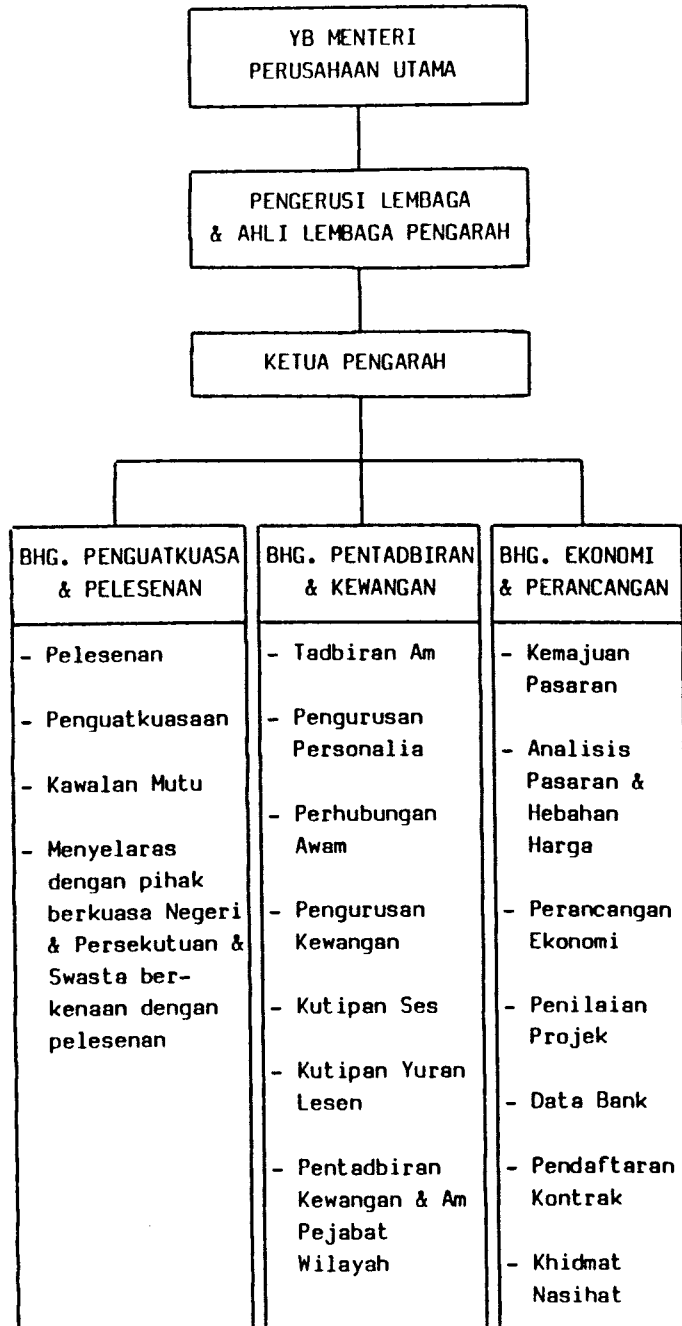 YB MENTERI
PERUSAHAAN UTAMA
PENGERUSI LEMBAGA
& AHLI LEMBAGA PENGARAH
KETUA PENGARAH
BHG. PENGUATKUASA
& PELESENAN
- Pelesenan
- Penguatkuasaan
- Kawalan Mutu
- Menyelaras
dengan pihak
berkuasa Negeri
& Persekutuan &
Swasta ber-
kenaan dengan
pelesenan
BHG. PENTADBIRAN
& KEWANGAN
- Tadbiran Am
- Pengurusan
Personalia
- Perhubungan
Awam
- Pengurusan
Kewangan
- Kutipan Ses
- Kutipan Yuran
Lesen
- Pentadbiran
Kewangan & Am
Pejabat
Wilayah
BHG. EKONOMI
& PERANCANGAN
- Kemajuan
Pasaran
- Analisis
Pasaran &
Hebahan
Harga
- Perancangan
Ekonomi
- Penilaian
Projek
- Data Bank
- Pendaftaran
Kontrak
- Khidmat
Nasihat